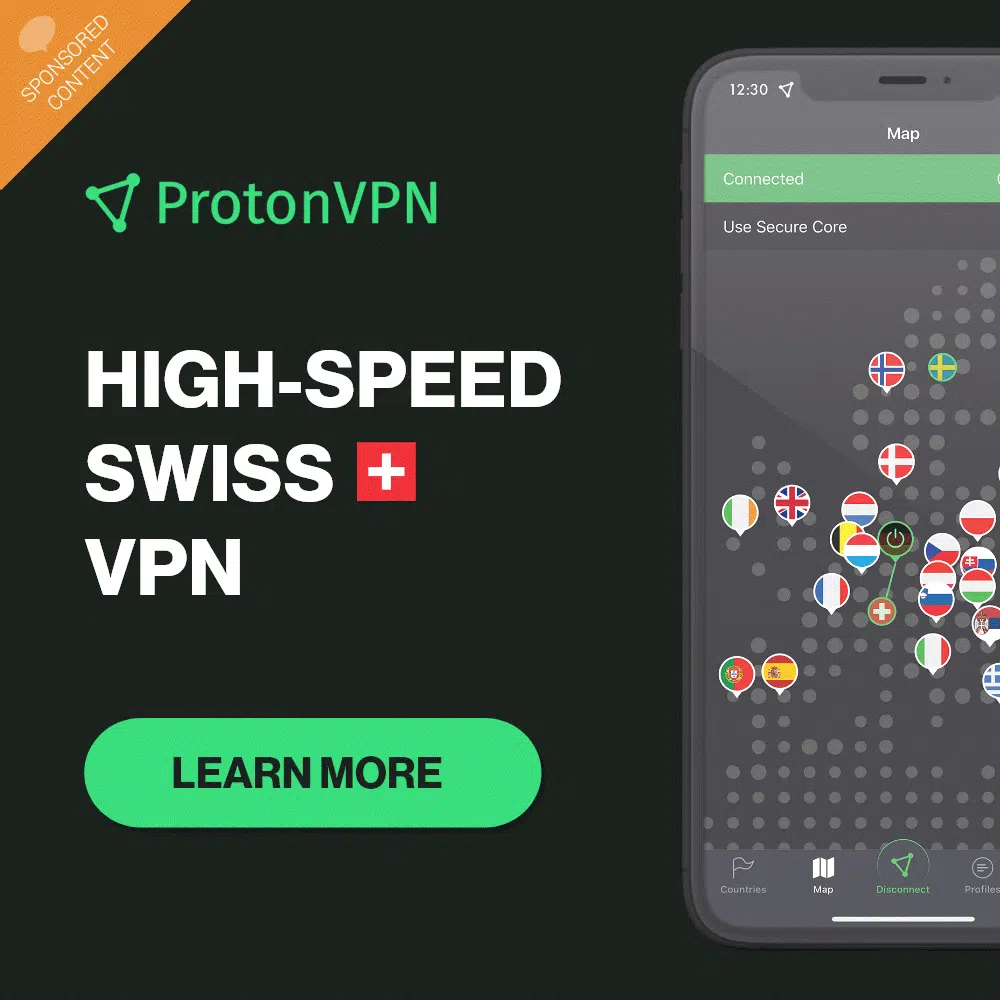 SPONSORED
CONTENT
ProtonVPN
HIGH-SPEED
SWISS
VPN
LEARN MORE
12:30
Map
Connected
Use Secure Core
Countries
Map
Disconnect
Profiles